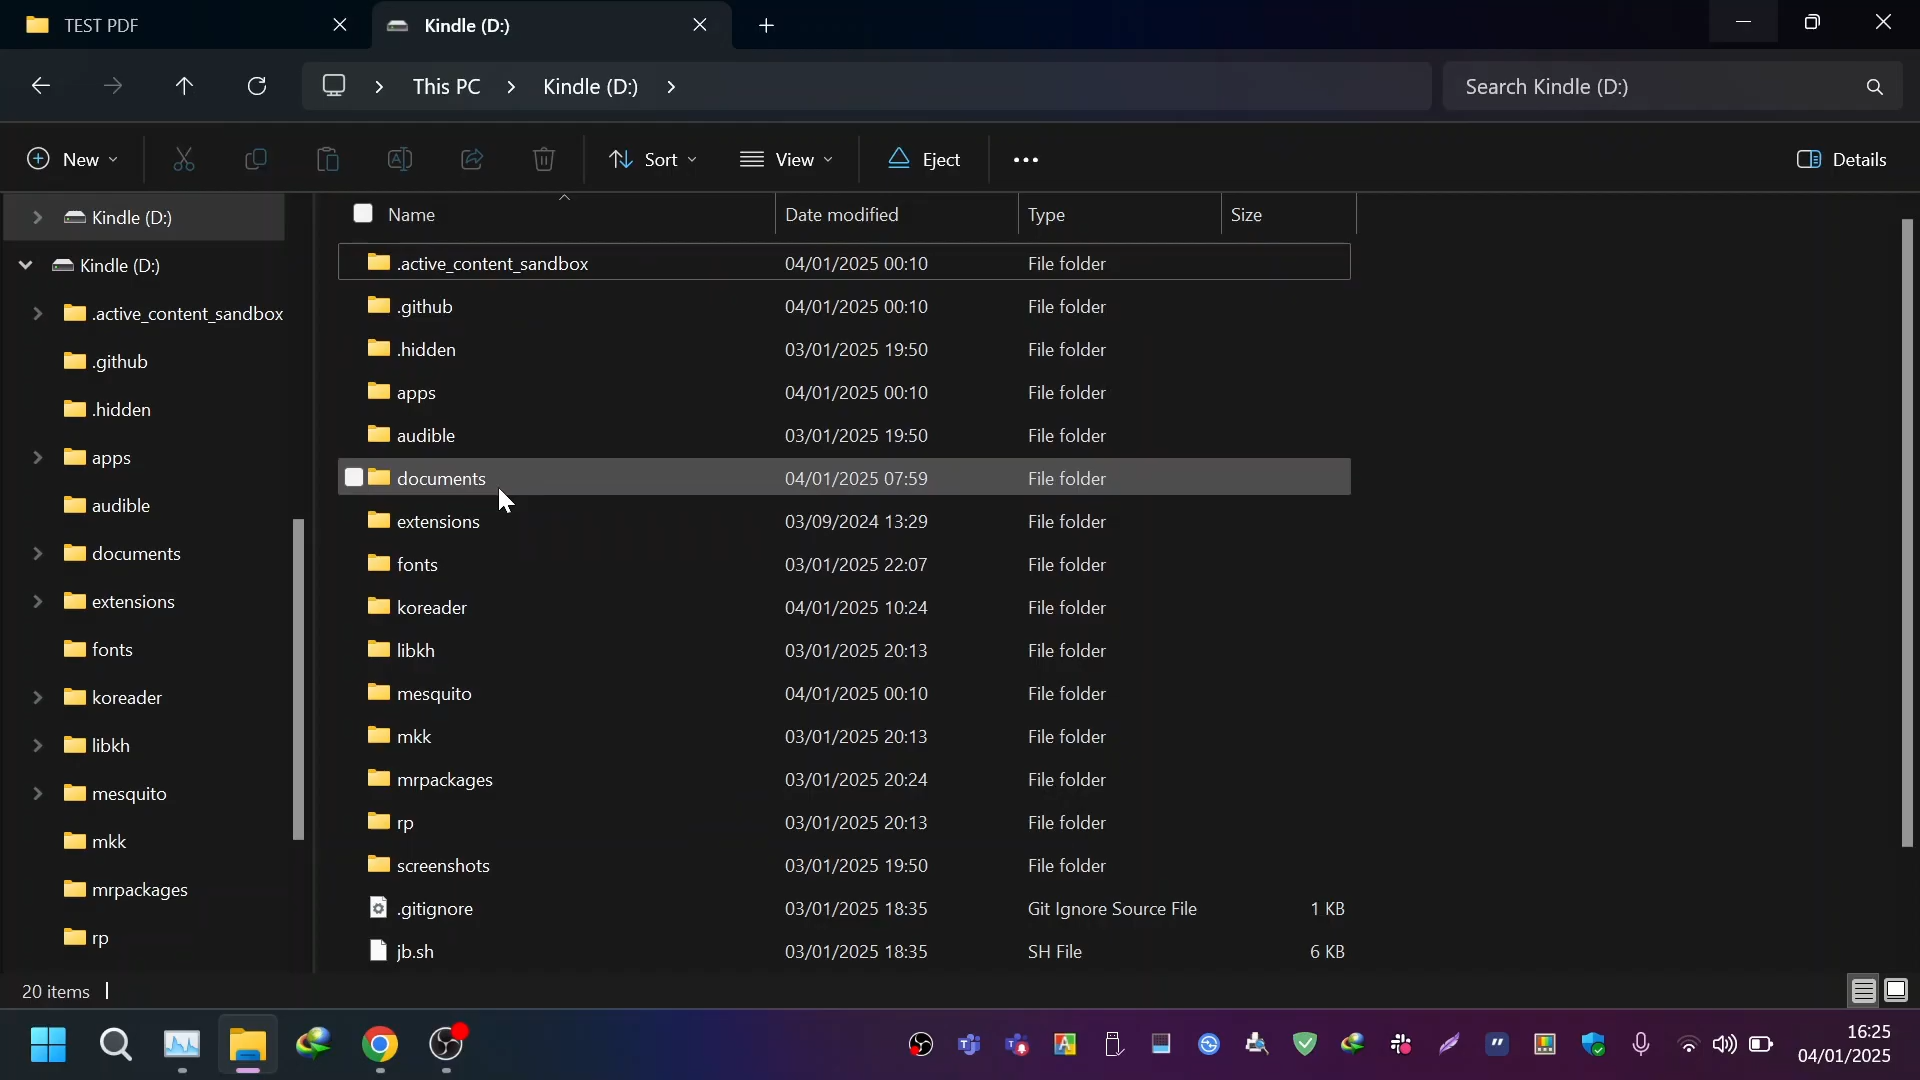 TEST PDF
Kindle (D:)
This PC
Kindle (D:)
Search Kindle (D:)
New
Sort
View
Eject
Details
Kindle (D:)
Kindle (D:)
.active_content_sandbox
.github
.hidden
apps
audible
documents
extensions
fonts
koreader
libkh
mesquito
mkk
mrpackages
rp
Name Date modified Type Size
.active_content_sandbox 04/01/2025 00:10 File folder
.github 04/01/2025 00:10 File folder
.hidden 03/01/2025 19:50 File folder
apps 04/01/2025 00:10 File folder
audible 03/01/2025 19:50 File folder
documents 04/01/2025 07:59 File folder
extensions 03/09/2024 13:29 File folder
fonts 03/01/2025 22:07 File folder
koreader 04/01/2025 10:24 File folder
libkh 03/01/2025 20:13 File folder
mesquito 04/01/2025 00:10 File folder
mkk 03/01/2025 20:13 File folder
mrpackages 03/01/2025 20:24 File folder
rp 03/01/2025 20:13 File folder
screenshots 03/01/2025 19:50 File folder
.gitignore 03/01/2025 18:35 Git Ignore Source File 1 KB
jb.sh 03/01/2025 18:35 SH File 6 KB
20 items
16:25
04/01/2025